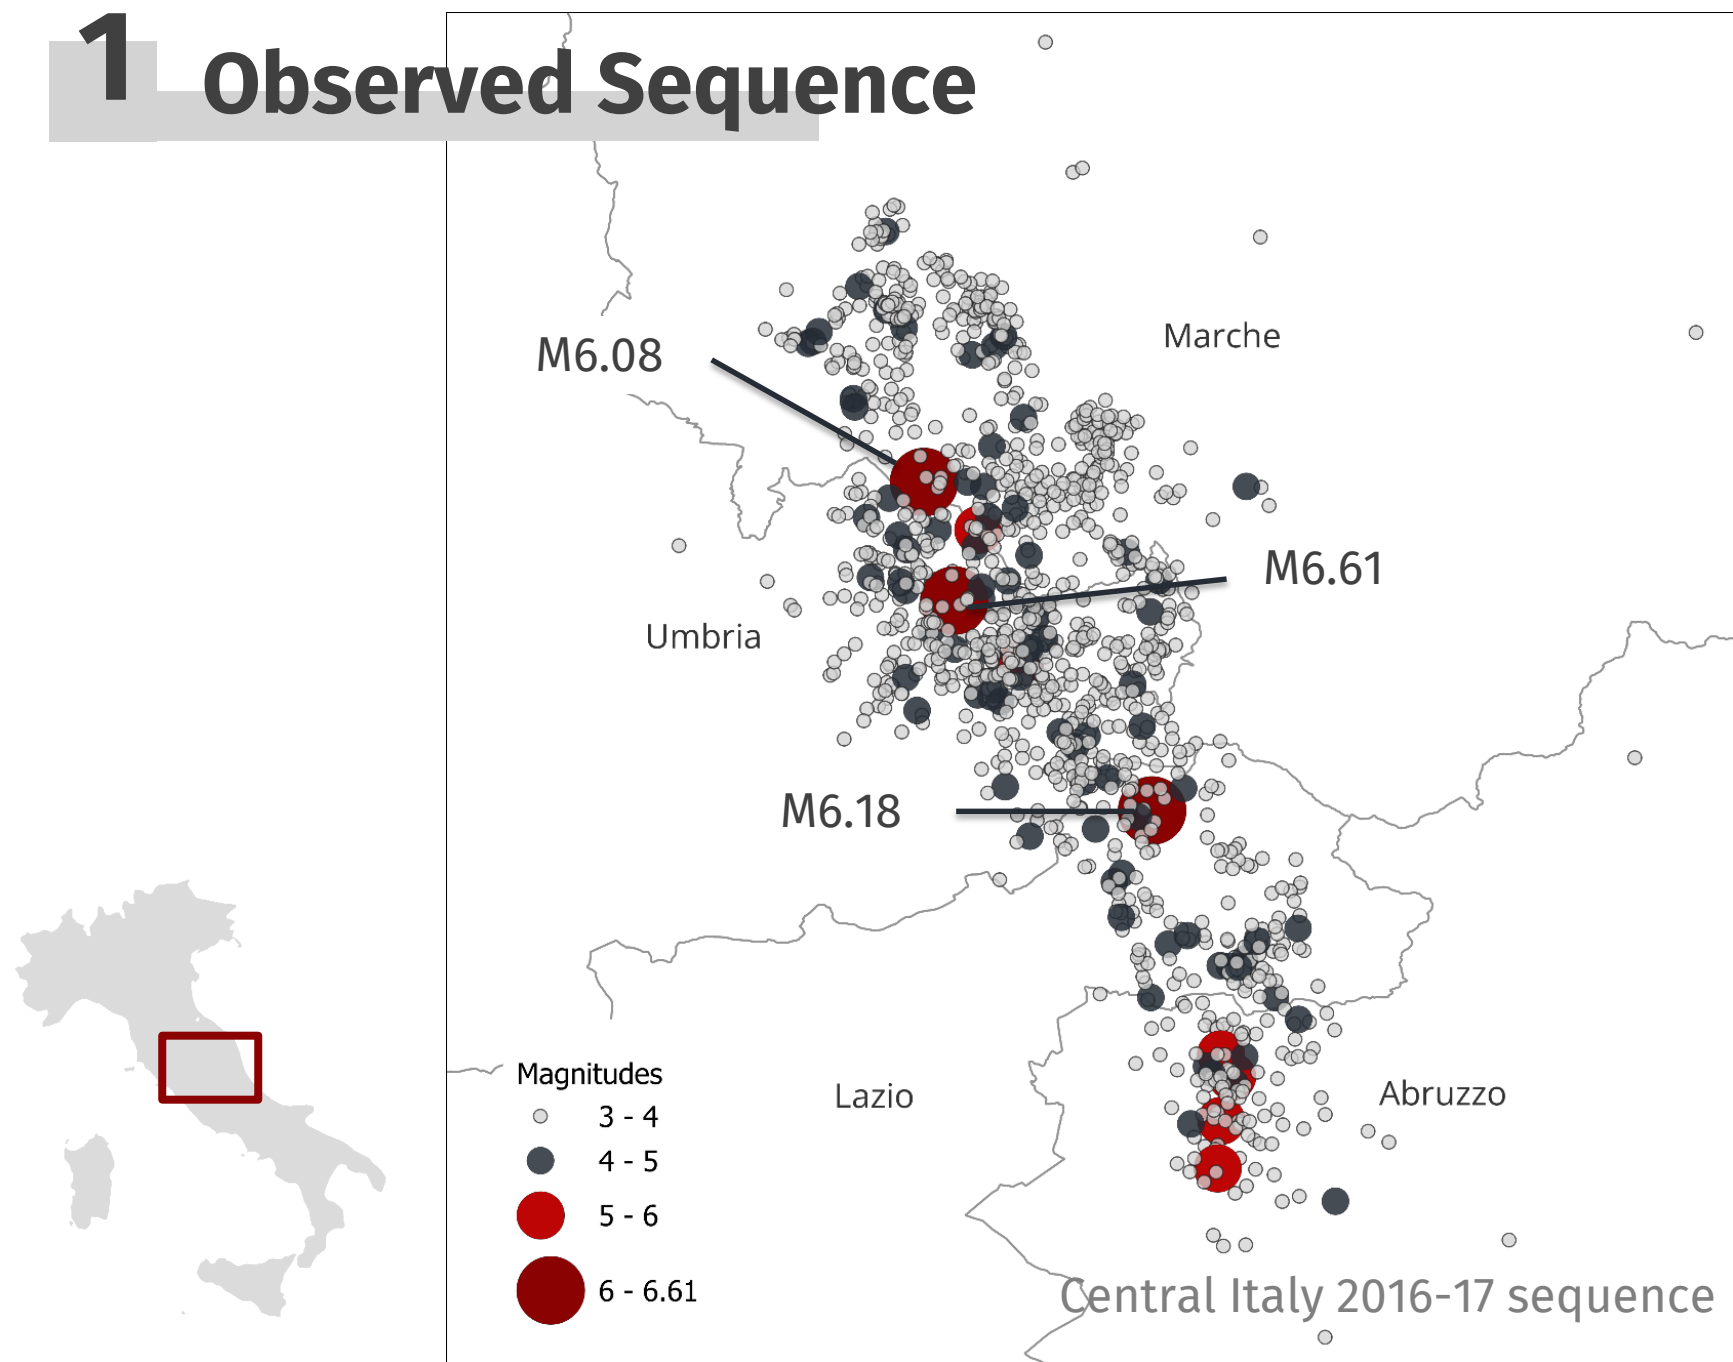 1 Observed Sequence
Marche
M6.08
M6.61
Umbria
M6.18
Magnitudes
3 - 4
4 - 5
5 - 6
6 - 6.61
Lazio
Abruzzo
Central Italy 2016-17 sequence